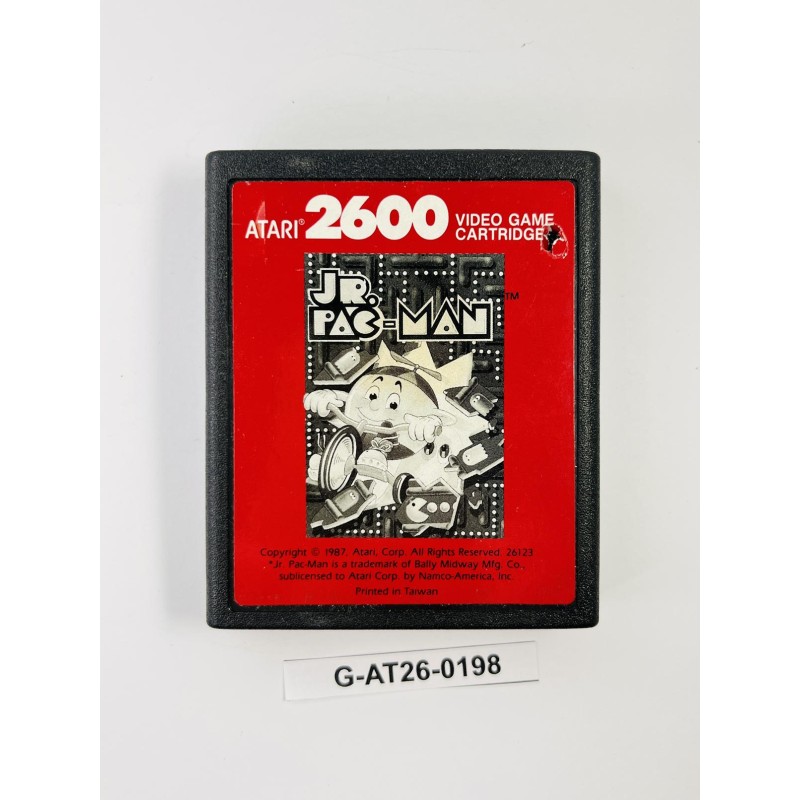 ATARI® 2600 VIDEO GAME
CARTRIDGE
JR.
PAC-MAN ™
Copyright © 1987, Atari, Corp. All Rights Reserved. 26123
*Jr. Pac-Man is a trademark of Bally Midway Mfg. Co.,
sublicensed to Atari Corp. by Namco-America, Inc.
Printed in Taiwan
G-AT26-0198